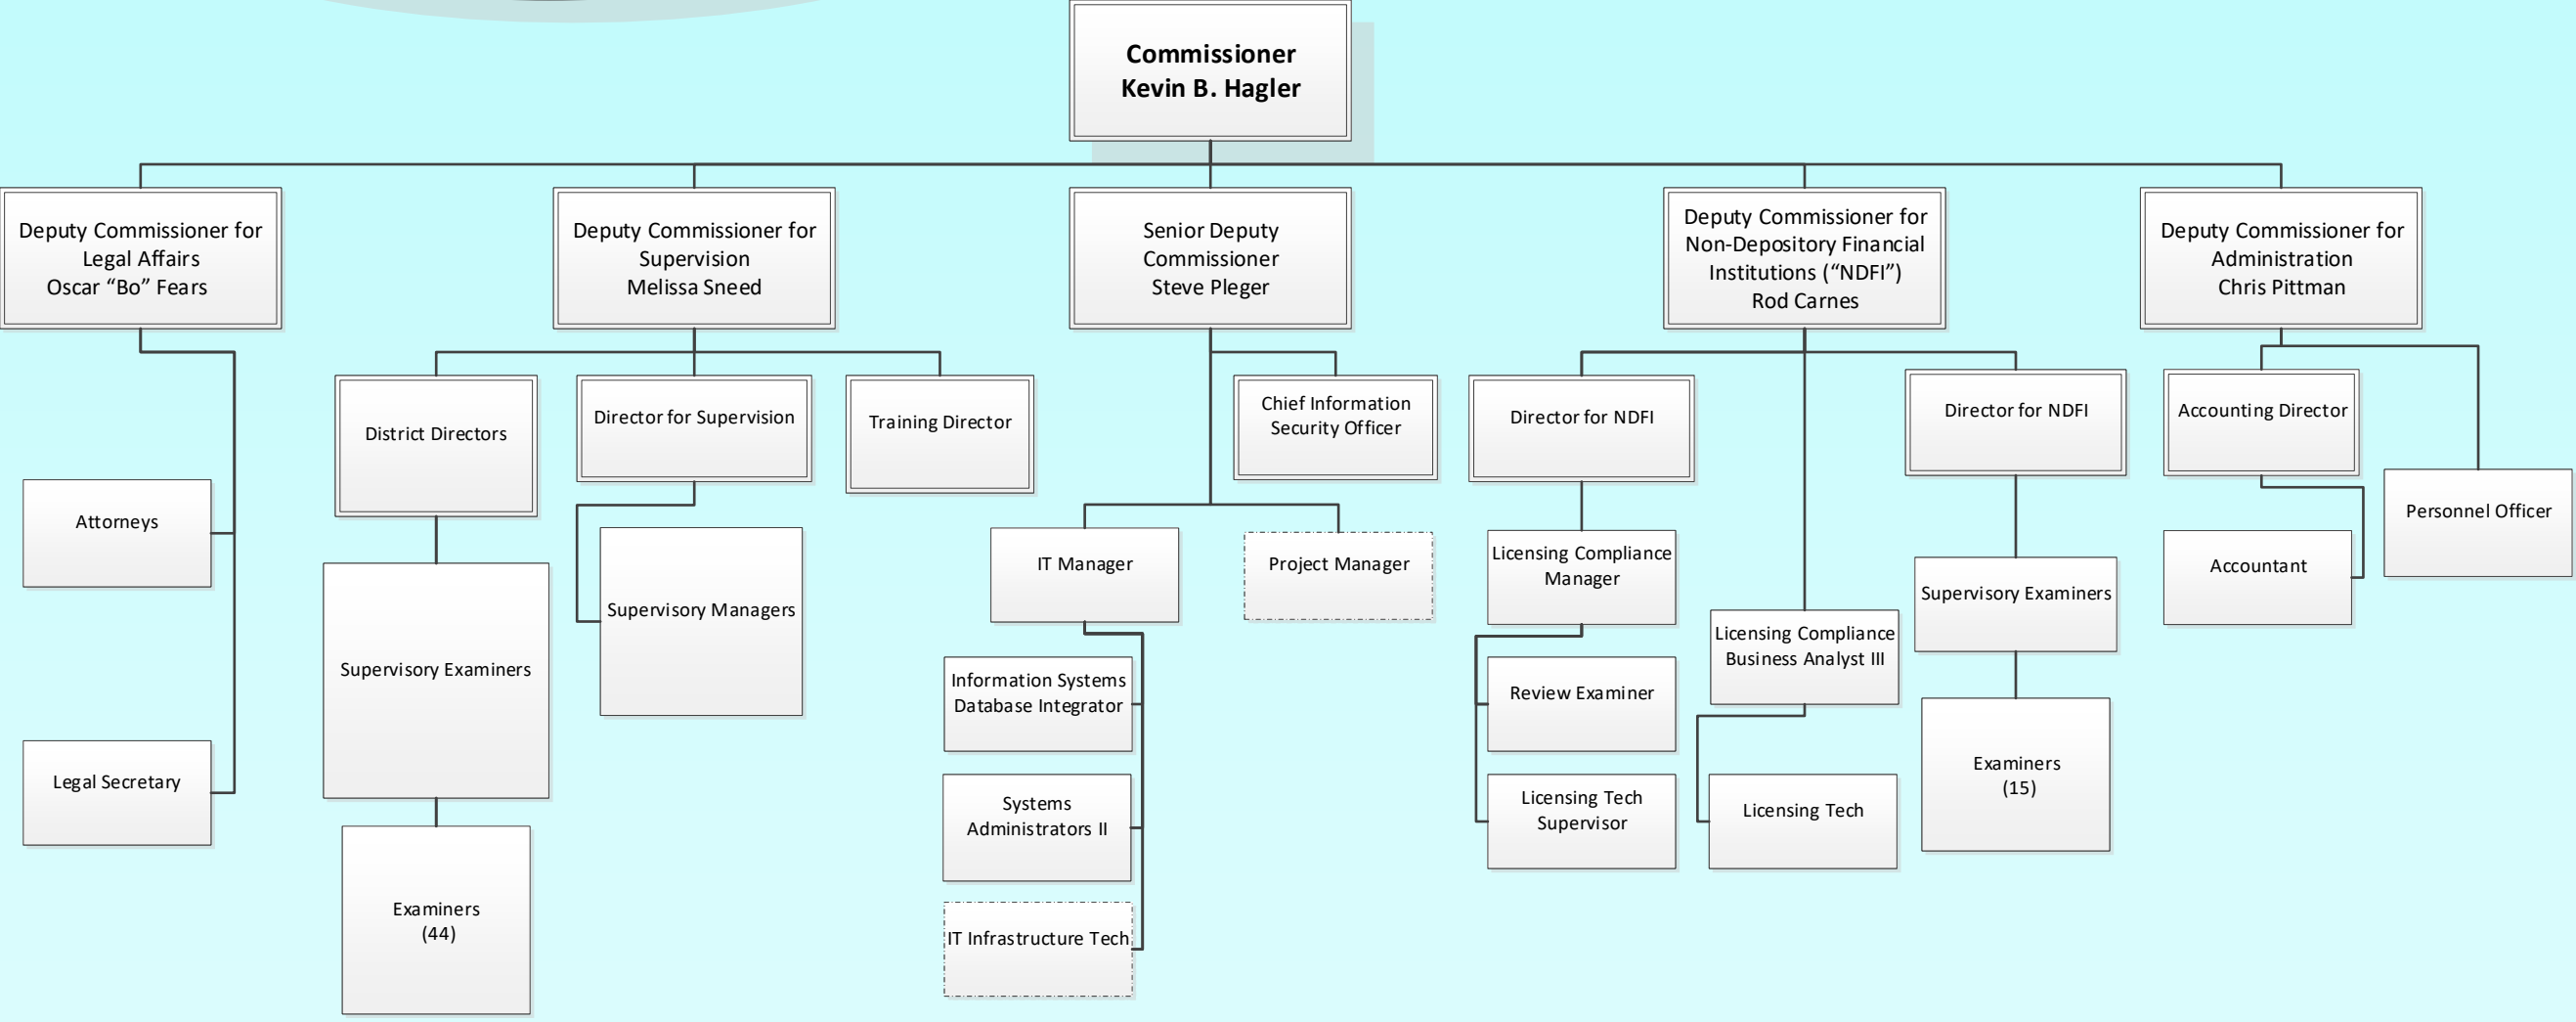 Commissioner
Kevin B. Hagler
Deputy Commissioner for
Legal Affairs
Oscar “Bo” Fears
Deputy Commissioner for
Supervision
Melissa Sneed
Senior Deputy
Commissioner
Steve Pleger
Deputy Commissioner for
Non-Depository Financial
Institutions (“NDFI”)
Rod Carnes
Deputy Commissioner for
Administration
Chris Pittman
Attorneys
Legal Secretary
District Directors
Supervisory Examiners
Examiners
(44)
Director for Supervision
Supervisory Managers
Training Director
Chief Information
Security Officer
IT Manager
Project Manager
Information Systems
Database Integrator
Systems
Administrators II
IT Infrastructure Tech
Director for NDFI
Licensing Compliance
Manager
Review Examiner
Licensing Tech
Supervisor
Licensing Compliance
Business Analyst III
Licensing Tech
Director for NDFI
Supervisory Examiners
Examiners
(15)
Accounting Director
Accountant
Personnel Officer